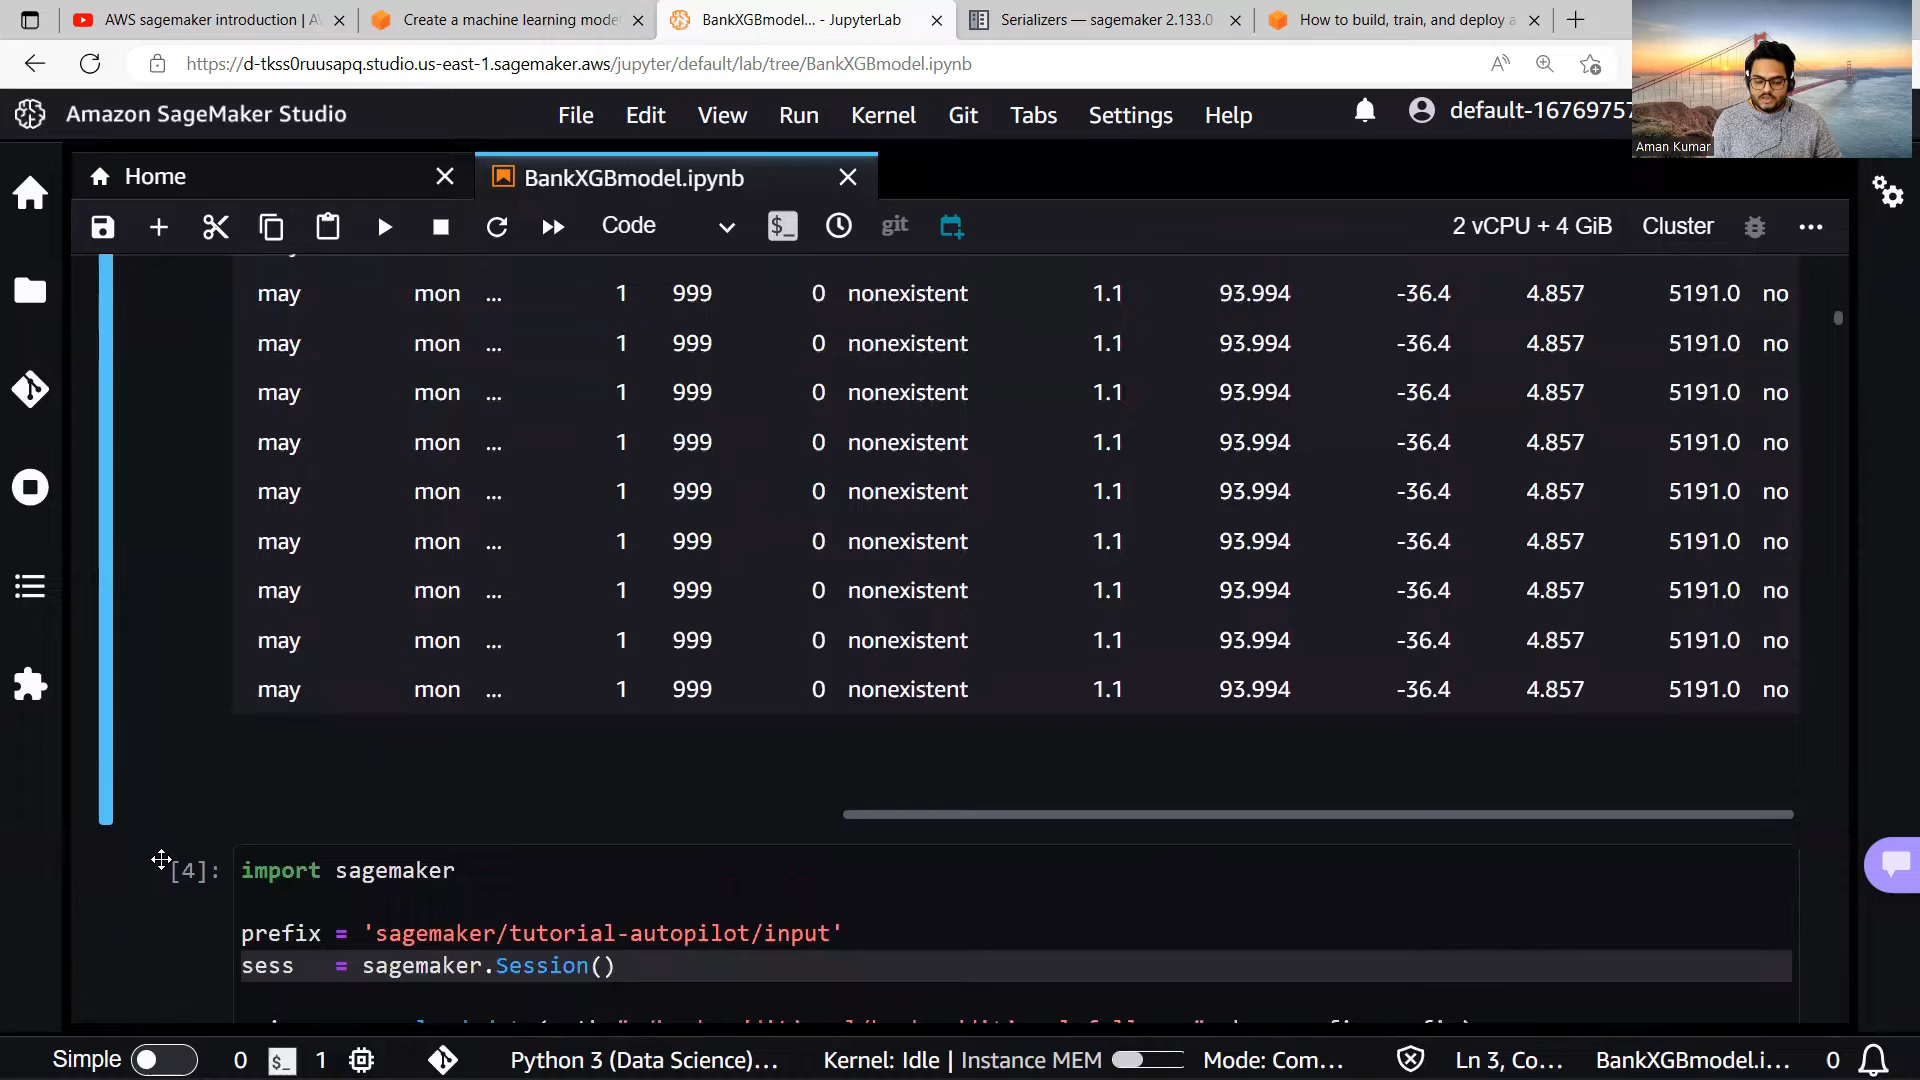 AWS sagemaker introduction | A
Create a machine learning mode
BankXGBmodel... - JupyterLab
Serializers — sagemaker 2.133.0
How to build, train, and deploy a
https://d-tkss0ruusapq.studio.us-east-1.sagemaker.aws/jupyter/default/lab/tree/BankXGBmodel.ipynb
Aman Kumar
Amazon SageMaker Studio
File Edit View Run Kernel Git Tabs Settings Help
default-16769757
Home
BankXGBmodel.ipynb
Code
$_
git
2 vCPU + 4 GiB Cluster
may mon ... 1 999 0 nonexistent 1.1 93.994 -36.4 4.857 5191.0 no
may mon ... 1 999 0 nonexistent 1.1 93.994 -36.4 4.857 5191.0 no
may mon ... 1 999 0 nonexistent 1.1 93.994 -36.4 4.857 5191.0 no
may mon ... 1 999 0 nonexistent 1.1 93.994 -36.4 4.857 5191.0 no
may mon ... 1 999 0 nonexistent 1.1 93.994 -36.4 4.857 5191.0 no
may mon ... 1 999 0 nonexistent 1.1 93.994 -36.4 4.857 5191.0 no
may mon ... 1 999 0 nonexistent 1.1 93.994 -36.4 4.857 5191.0 no
may mon ... 1 999 0 nonexistent 1.1 93.994 -36.4 4.857 5191.0 no
may mon ... 1 999 0 nonexistent 1.1 93.994 -36.4 4.857 5191.0 no
[4]: import sagemaker
prefix = 'sagemaker/tutorial-autopilot/input'
sess = sagemaker.Session()
Simple 0 $_ 1 Python 3 (Data Science)... Kernel: Idle | Instance MEM Mode: Com... Ln 3, Co... BankXGBmodel.i... 0